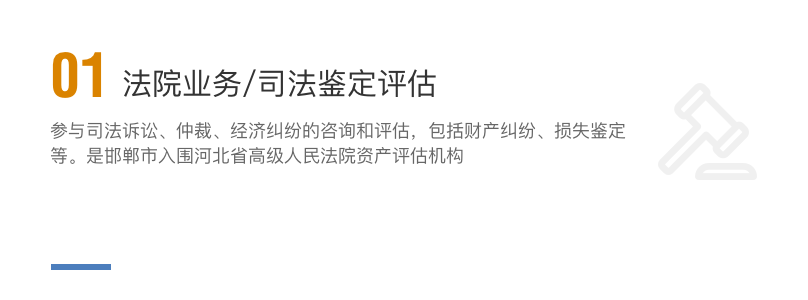 01 法院业务/司法鉴定评估
参与司法诉讼、仲裁、经济纠纷的咨询和评估，包括财产纠纷、损失鉴定
等。是邯郸市入围河北省高级人民法院资产评估机构